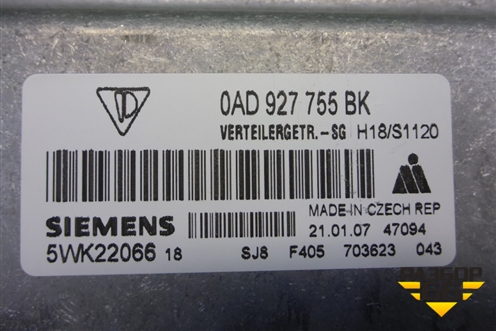 0AD 927 755 BK
VERTEILERGETR.-SG H18/S1120
SIEMENS
MADE IN CZECH REP
21.01.07 47094
5WK22066 18
SJ8 F405 703623 043
РАЗБОР